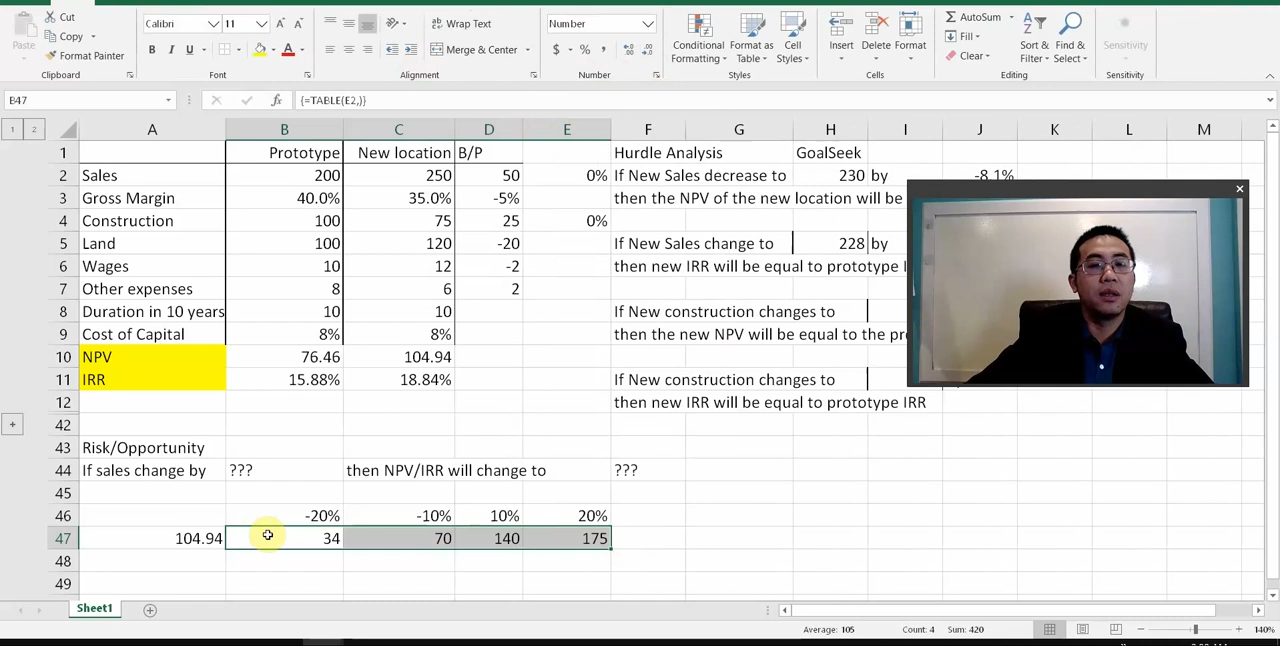 Cut
Copy
Format Painter
Paste
Clipboard
Calibri 11
B I U
Font
Wrap Text
Merge & Center
Alignment
Number
$ % ,
Number
Conditional Formatting
Format as Table
Cell Styles
Styles
Insert
Delete
Format
Cells
AutoSum
Fill
Clear
Sort & Filter
Find & Select
Editing
Sensitivity
Sensitivity
B47 fx {=TABLE(E2,)}
1 2
A B C D E F G H I J K L M
1 Prototype New location B/P Hurdle Analysis GoalSeek
2 Sales 200 250 50 0% If New Sales decrease to 230 by -8.1%
3 Gross Margin 40.0% 35.0% -5% then the NPV of the new location will be
4 Construction 100 75 25 0%
5 Land 100 120 -20 If New Sales change to 228 by
6 Wages 10 12 -2 then new IRR will be equal to prototype I
7 Other expenses 8 6 2
8 Duration in 10 years 10 10 If New construction changes to
9 Cost of Capital 8% 8% then the new NPV will be equal to the pr
10 NPV 76.46 104.94
11 IRR 15.88% 18.84% If New construction changes to
12 then new IRR will be equal to prototype IRR
42
43 Risk/Opportunity
44 If sales change by ??? then NPV/IRR will change to ???
45
46 -20% -10% 10% 20%
47 104.94 34 70 140 175
48
49
Sheet1
Average: 105 Count: 4 Sum: 420 140%